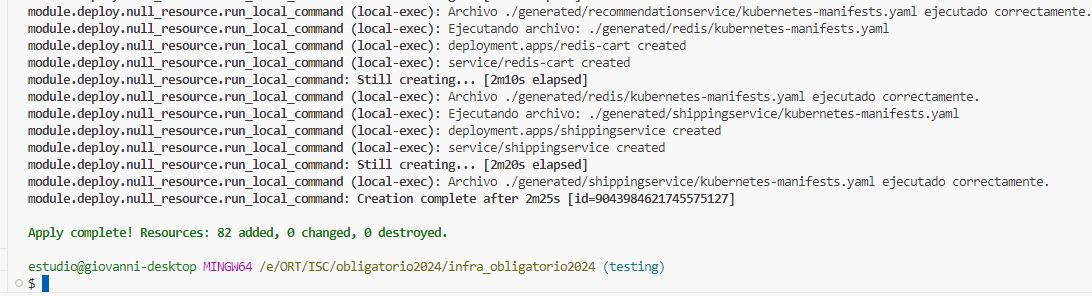 module.deploy.null_resource.run_local_command (local-exec): Archivo ./generated/recommendationservice/kubernetes-manifests.yaml ejecutado correctamente.
module.deploy.null_resource.run_local_command (local-exec): Ejecutando archivo: ./generated/redis/kubernetes-manifests.yaml
module.deploy.null_resource.run_local_command (local-exec): deployment.apps/redis-cart created
module.deploy.null_resource.run_local_command (local-exec): service/redis-cart created
module.deploy.null_resource.run_local_command: Still creating... [2m10s elapsed]
module.deploy.null_resource.run_local_command (local-exec): Archivo ./generated/redis/kubernetes-manifests.yaml ejecutado correctamente.
module.deploy.null_resource.run_local_command (local-exec): Ejecutando archivo: ./generated/shippingservice/kubernetes-manifests.yaml
module.deploy.null_resource.run_local_command (local-exec): deployment.apps/shippingservice created
module.deploy.null_resource.run_local_command (local-exec): service/shippingservice created
module.deploy.null_resource.run_local_command: Still creating... [2m20s elapsed]
module.deploy.null_resource.run_local_command (local-exec): Archivo ./generated/shippingservice/kubernetes-manifests.yaml ejecutado correctamente.
module.deploy.null_resource.run_local_command: Creation complete after 2m25s [id=9043984621745575127]
Apply complete! Resources: 82 added, 0 changed, 0 destroyed.
estudio@giovanni-desktop MINGW64 /e/ORT/ISC/obligatorio2024/infra_obligatorio2024 (testing)
$